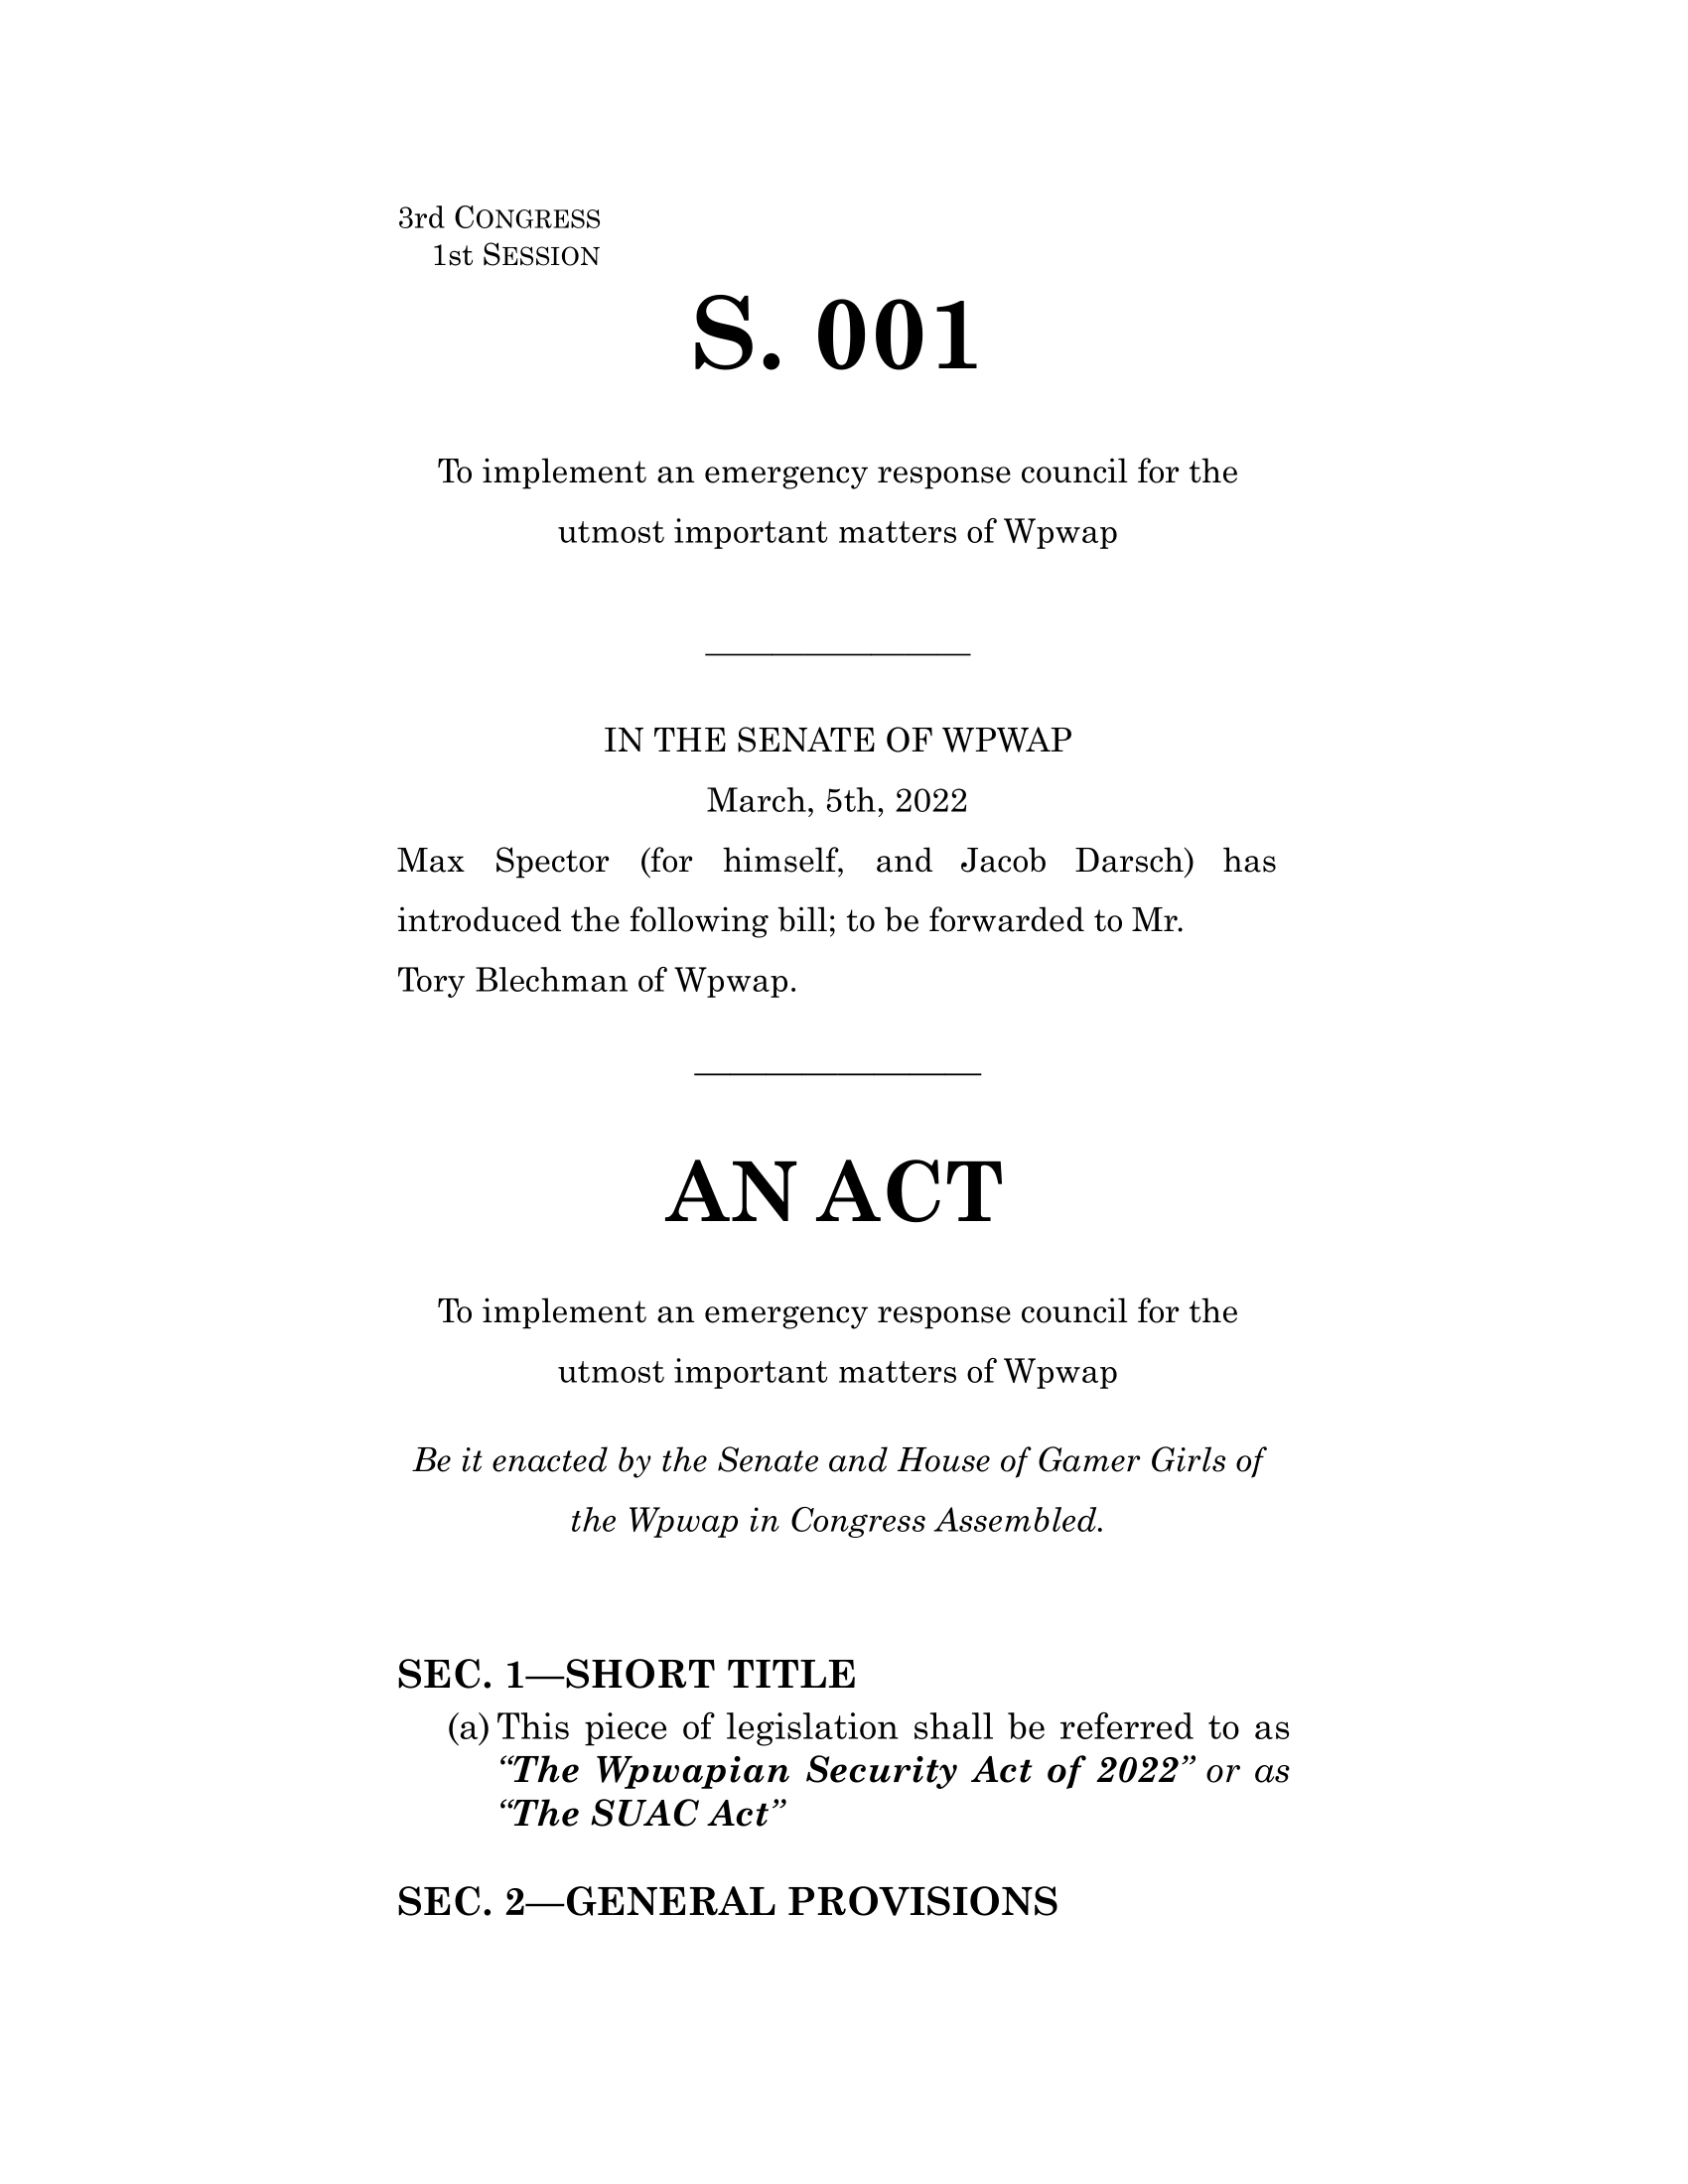 3rd CONGRESS
1st SESSION
S. 001
To implement an emergency response council for the
utmost important matters of Wpwap
IN THE SENATE OF WPWAP
March, 5th, 2022
Max Spector (for himself, and Jacob Darsch) has
introduced the following bill; to be forwarded to Mr.
Tory Blechman of Wpwap.
AN ACT
To implement an emergency response council for the
utmost important matters of Wpwap
Be it enacted by the Senate and House of Gamer Girls of
the Wpwap in Congress Assembled.
SEC. 1—SHORT TITLE
(a) This piece of legislation shall be referred to as
“The Wpwapian Security Act of 2022” or as
“The SUAC Act”
SEC. 2—GENERAL PROVISIONS